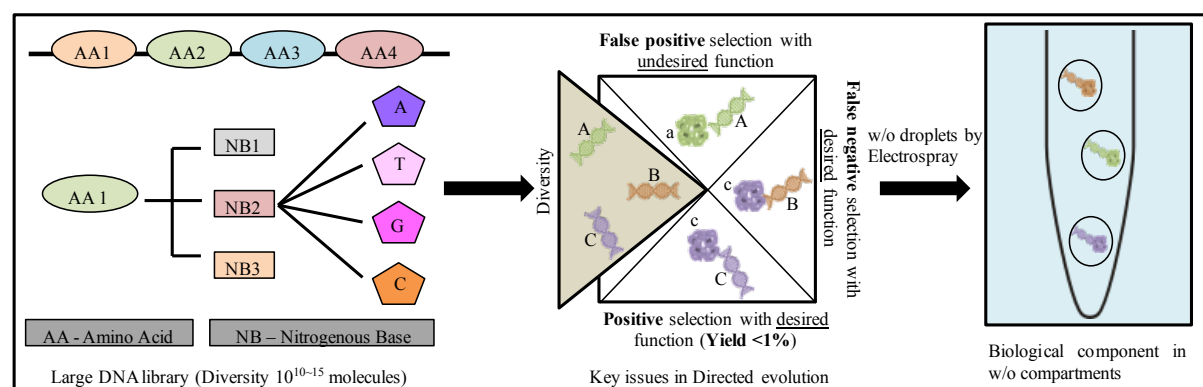 AA1 AA2 AA3 AA4
AA 1
NB1
NB2
NB3
A
T
G
C
AA - Amino Acid
NB – Nitrogenous Base
Large DNA library (Diversity 10^10~15 molecules)
False positive selection with
undesired function
Diversity
A
B
C
a
A
c
B
c
C
False negative selection with
desired function
Positive selection with desired
function (Yield <1%)
Key issues in Directed evolution
w/o droplets by
Electrospray
Biological component in
w/o compartments